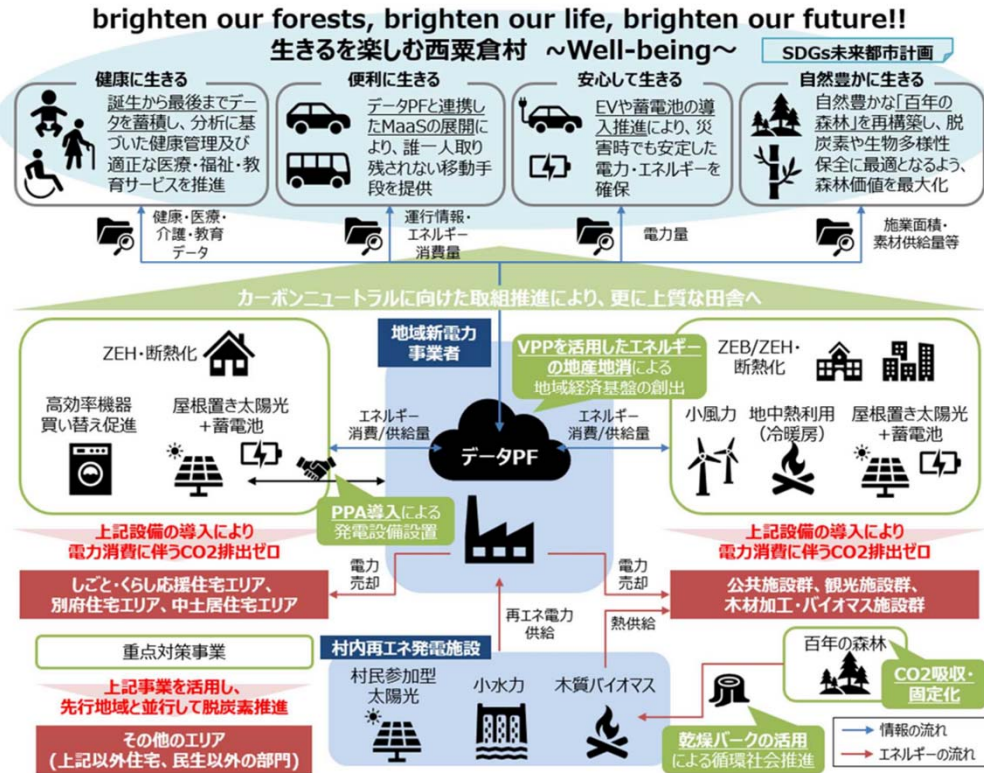 brighten our forests, brighten our life, brighten our future!!
生きるを楽しむ西粟倉村 ～Well-being～
SDGs未来都市計画
健康に生きる
誕生から最後までデー
タを蓄積し、分析に基
づいた健康管理及び
適正な医療・福祉・教
育サービスを推進
便利に生きる
データPFと連携し
たMaaSの展開
により、誰一人取り
残されない移動手
段を提供
安心して生きる
EVや蓄電池の導
入推進により、災
害時でも安定した
電力・エネルギーを
確保
自然豊かに生きる
自然豊かな「百年の
森林」を再構築し、脱
炭素や生物多様性
保全に最適となるよう、
森林価値を最大化
健康・医療・
介護・教育
データ
運行情報・
エネルギー
消費量
電力量
施業面積・
素材供給量等
カーボンニュートラルに向けた取組推進により、更に上質な田舎へ
ZEH・断熱化
高効率機器
買い替え促進
屋根置き太陽光
+蓄電池
地域新電力
事業者
VPPを活用したエネルギー
の地産地消による
地域経済基盤の創出
エネルギー
消費/供給量
データPF
エネルギー
消費/供給量
PPA導入による
発電設備設置
ZEB/ZEH・
断熱化
小風力
地中熱利用
(冷暖房)
屋根置き太陽光
+蓄電池
上記設備の導入により
電力消費に伴うCO2排出ゼロ
しごと・くらし応援住宅エリア、
別府住宅エリア、中土居住宅エリア
電力
売却
電力
売却
上記設備の導入により
電力消費に伴うCO2排出ゼロ
公共施設群、観光施設群、
木材加工・バイオマス施設群
再エネ電力
供給
熱供給
重点対策事業
上記事業を活用し、
先行地域と並行して脱炭素推進
その他のエリア
(上記以外住宅、民生以外の部門)
村内再エネ発電施設
村民参加型
太陽光
小水力
木質バイオマス
百年の森林
CO2吸収・
固定化
乾燥バークの活用
による循環社会推進
情報の流れ
エネルギーの流れ